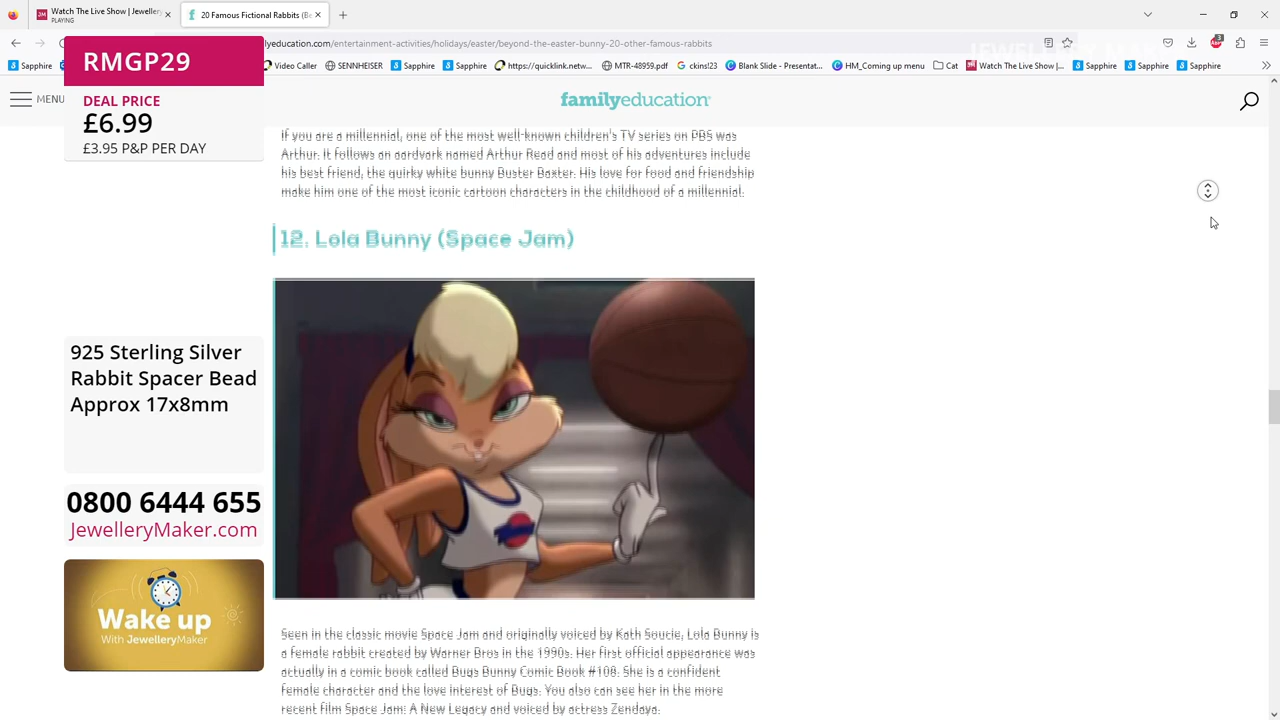 Watch The Live Show | Jewellery
PLAYING
20 Famous Fictional Rabbits (Be
lyeducation.com/entertainment-activities/holidays/easter/beyond-the-easter-bunny-20-other-famous-rabbits
Sapphire
Video Caller
SENNHEISER
Sapphire
Sapphire
https://quicklink.netw...
MTR-48959.pdf
ckins!23
Blank Slide - Presentat...
HM_Coming up menu
Cat
Watch The Live Show |...
Sapphire
Sapphire
Sapphire
MENU
familyeducation
RMGP29
DEAL PRICE
£6.99
£3.95 P&P PER DAY
If you are a millennial, one of the most well-known children's TV series on PBS was
Arthur. It follows an aardvark named Arthur Read and most of his adventures include
his best friend, the quirky white bunny Buster Baxter. His love for food and friendship
make him one of the most iconic cartoon characters in the childhood of a millennial.
12. Lola Bunny (Space Jam)
925 Sterling Silver
Rabbit Spacer Bead
Approx 17x8mm
0800 6444 655
JewelleryMaker.com
Wake up
With JewelleryMaker
Seen in the classic movie Space Jam and originally voiced by Kath Soucie, Lola Bunny is
a female rabbit created by Warner Bros in the 1990s. Her first official appearance was
actually in a comic book called Bugs Bunny Comic Book #108. She is a confident
female character and the love interest of Bugs. You also can see her in the more
recent film Space Jam: A New Legacy and voiced by actress Zendaya.